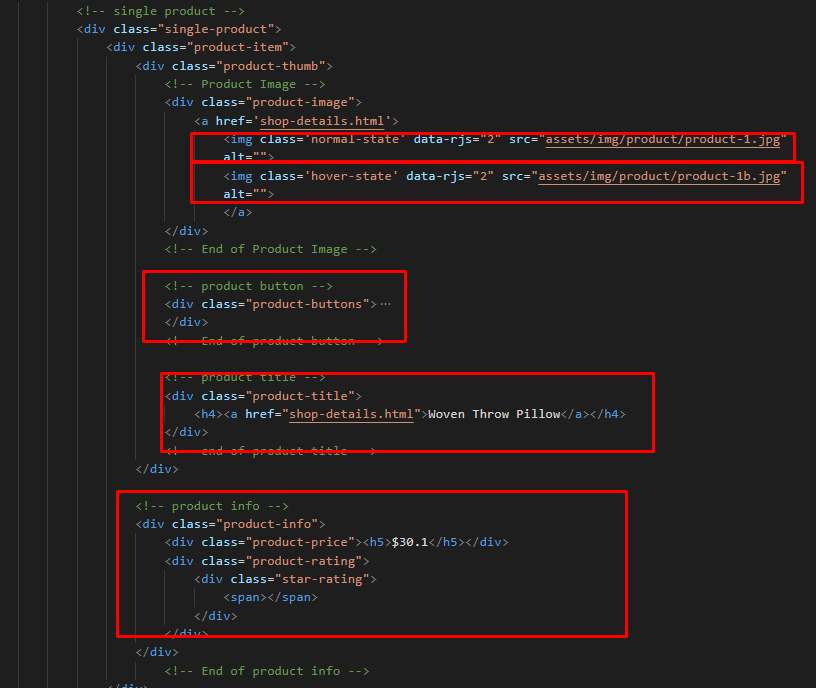 <!-- single product -->
<div class="single-product">
<div class="product-item">
<div class="product-thumb">
<!-- Product Image -->
<div class="product-image">
<a href='shop-details.html'>
<img class='normal-state' data-rjs="2" src="assets/img/product/product-1.jpg"
alt="">
<img class='hover-state' data-rjs="2" src="assets/img/product/product-1b.jpg"
alt="">
</a>
</div>
<!-- End of Product Image -->
<!-- product button -->
<div class="product-buttons">…
</div>
<!-- End of product button -->
<!-- product title -->
<div class="product-title">
<h4><a href="shop-details.html">Woven Throw Pillow</a></h4>
</div>
<!-- end of product title -->
</div>
<!-- product info -->
<div class="product-info">
<div class="product-price"><h5>$30.1</h5></div>
<div class="product-rating">
<div class="star-rating">
<span></span>
</div>
</div>
</div>
<!-- End of product info -->
</div>